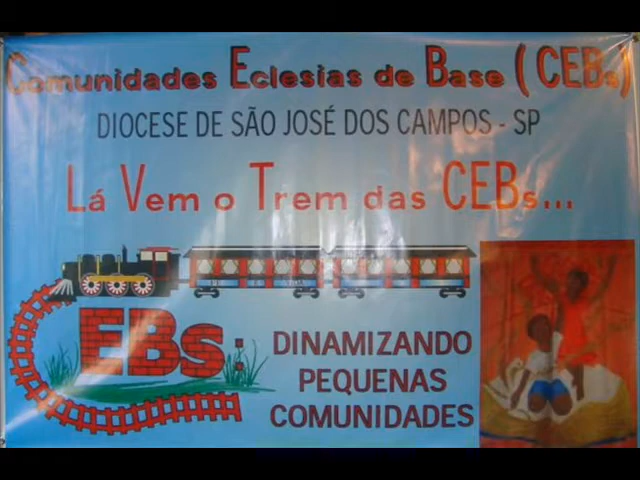 Comunidades Eclesias de Base (CEBs)
DIOCESE DE SÃO JOSÉ DOS CAMPOS - SP
Lá Vem o Trem das CEBs...
CEBs:
DINAMIZANDO
PEQUENAS
COMUNIDADES